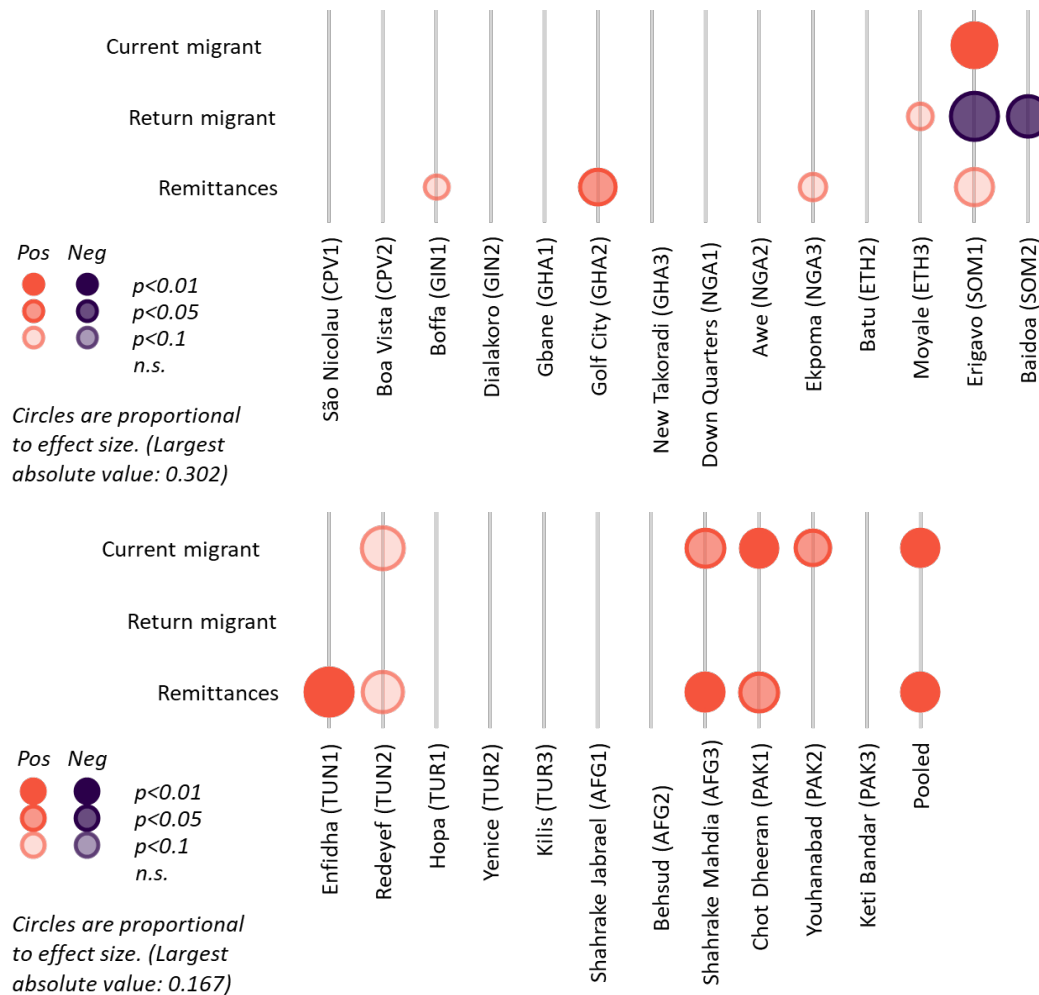 Current migrant
Return migrant
Remittances
São Nicolau (CPV1)
Boa Vista (CPV2)
Boffa (GIN1)
Dialakoro (GIN2)
Gbane (GHA1)
Golf City (GHA2)
New Takoradi (GHA3)
Down Quarters (NGA1)
Awe (NGA2)
Ekpoma (NGA3)
Batu (ETH2)
Moyale (ETH3)
Erigavo (SOM1)
Baidoa (SOM2)
Pos Neg
p<0.01
p<0.05
p<0.1
n.s.
Circles are proportional
to effect size. (Largest
absolute value: 0.302)
Current migrant
Return migrant
Remittances
Enfidha (TUN1)
Redeyef (TUN2)
Hopa (TUR1)
Yenice (TUR2)
Kilis (TUR3)
Shahrake Jabrael (AFG1)
Behsud (AFG2)
Shahrake Mahdia (AFG3)
Chot Dheeran (PAK1)
Youhanabad (PAK2)
Keti Bandar (PAK3)
Pooled
Pos Neg
p<0.01
p<0.05
p<0.1
n.s.
Circles are proportional
to effect size. (Largest
absolute value: 0.167)